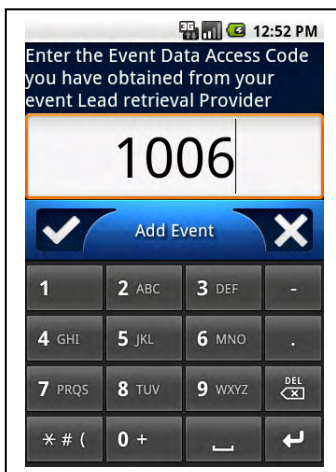 3G 12:52 PM
Enter the Event Data Access Code
you have obtained from your
event Lead retrieval Provider
1006
Add Event
1 2 ABC 3 DEF -
4 GHI 5 JKL 6 MNO .
7 PRQS 8 TUV 9 WXYZ DEL
* # ( 0 +